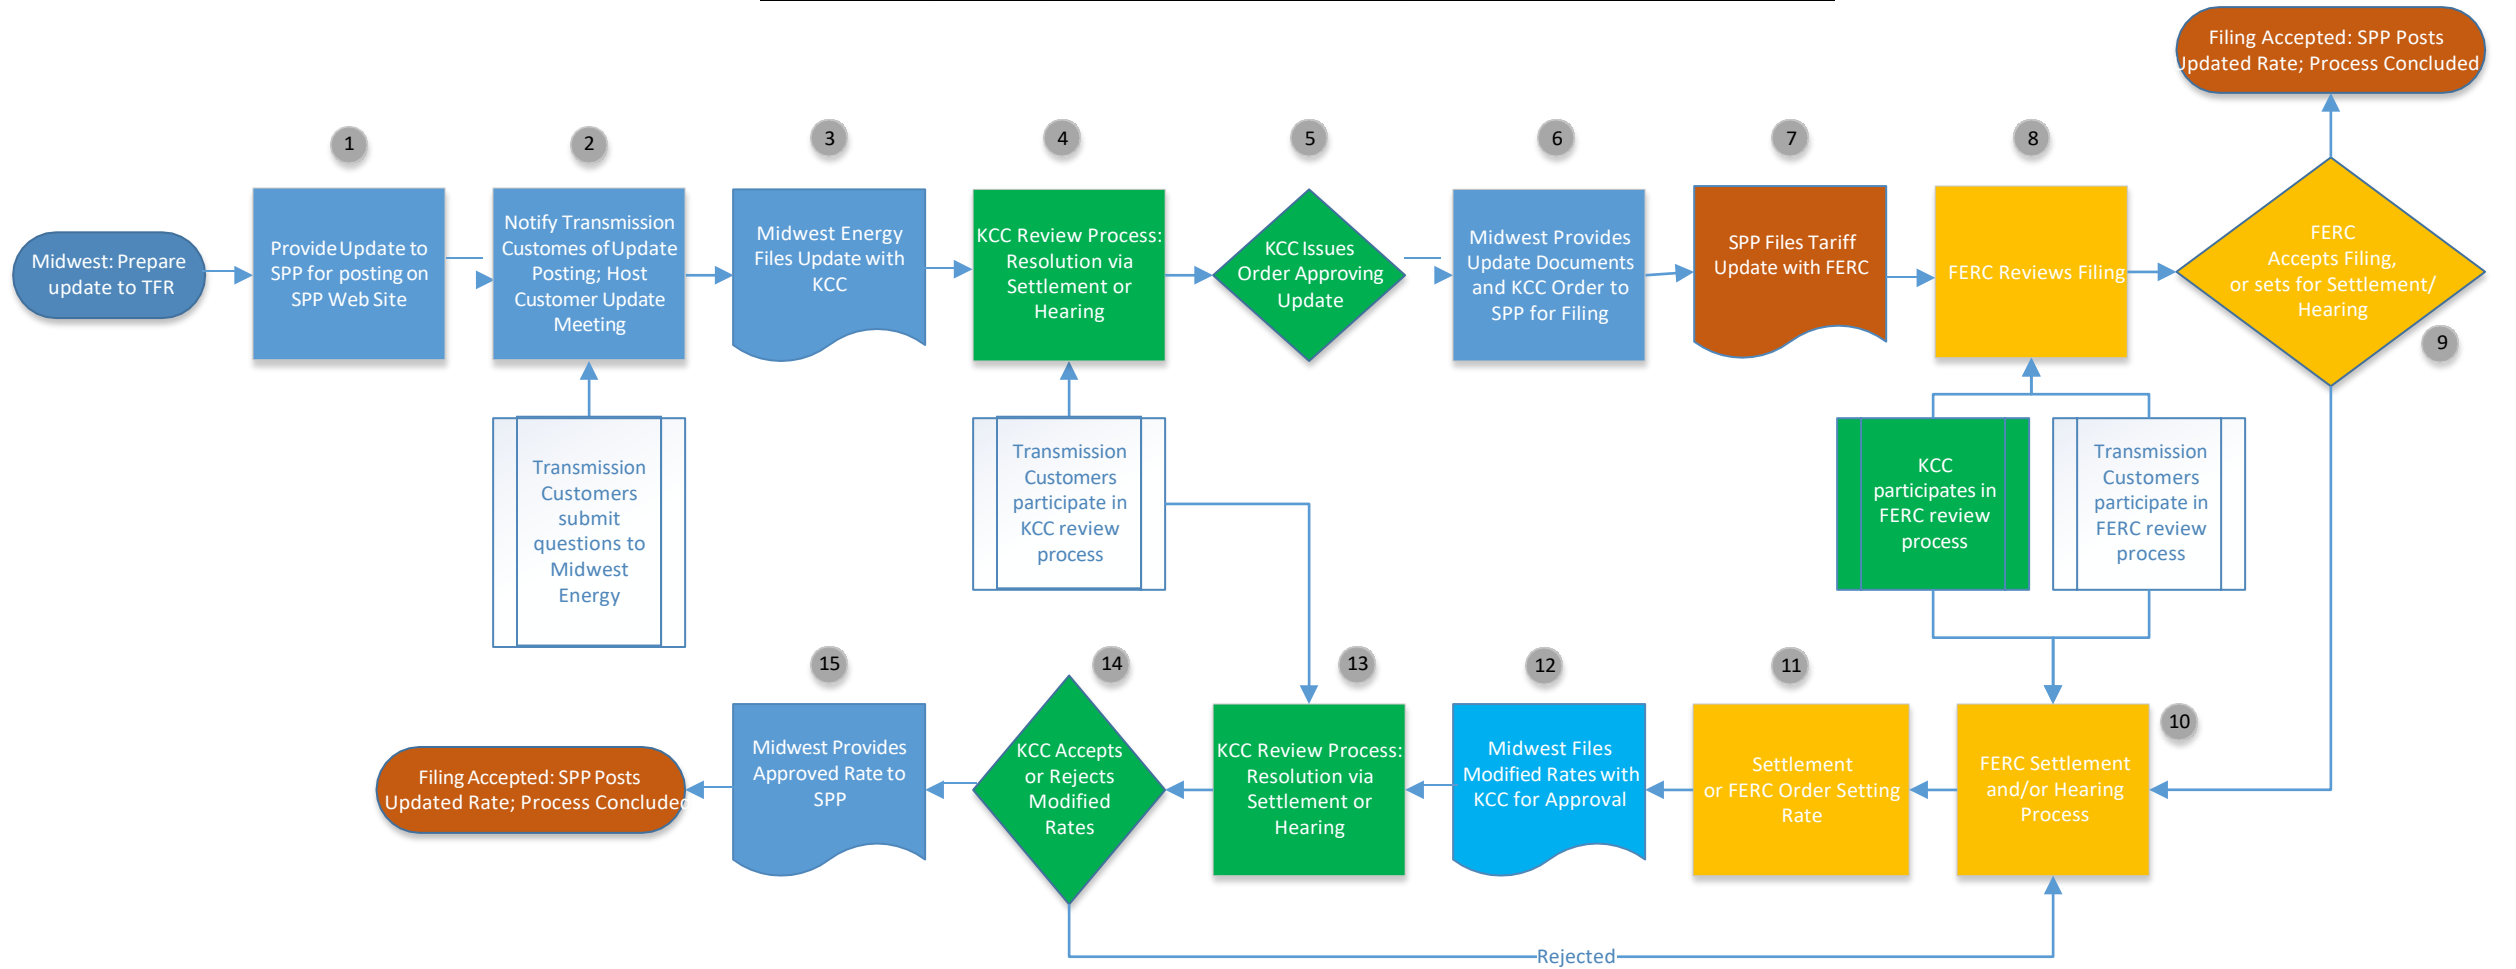 Filing Accepted: SPP Posts
Updated Rate; Process Concluded
1
2
3
4
5
6
7
8
Midwest: Prepare
update to TFR
Provide Update to
SPP for posting on
SPP Web Site
Notify Transmission
Customes of Update
Posting; Host
Customer Update
Meeting
Midwest Energy
Files Update with
KCC
KCC Review Process:
Resolution via
Settlement or
Hearing
KCC Issues
Order Approving
Update
Midwest Provides
Update Documents
and KCC Order to
SPP for Filing
SPP Files Tariff
Update with FERC
FERC Reviews Filing
FERC
Accepts Filing,
or sets for Settlement/
Hearing
9
Transmission
Customers
submit
questions to
Midwest
Energy
Transmission
Customers
participate in
KCC review
process
KCC
participates in
FERC review
process
Transmission
Customers
participate in
FERC review
process
15
14
13
12
11
10
Filing Accepted: SPP Posts
Updated Rate; Process Concluded
Midwest Provides
Approved Rate to
SPP
KCC Accepts
or Rejects
Modified
Rates
KCC Review Process:
Resolution via
Settlement or
Hearing
Midwest Files
Modified Rates with
KCC for Approval
Settlement
or FERC Order Setting
Rate
FERC Settlement
and/or Hearing
Process
Rejected